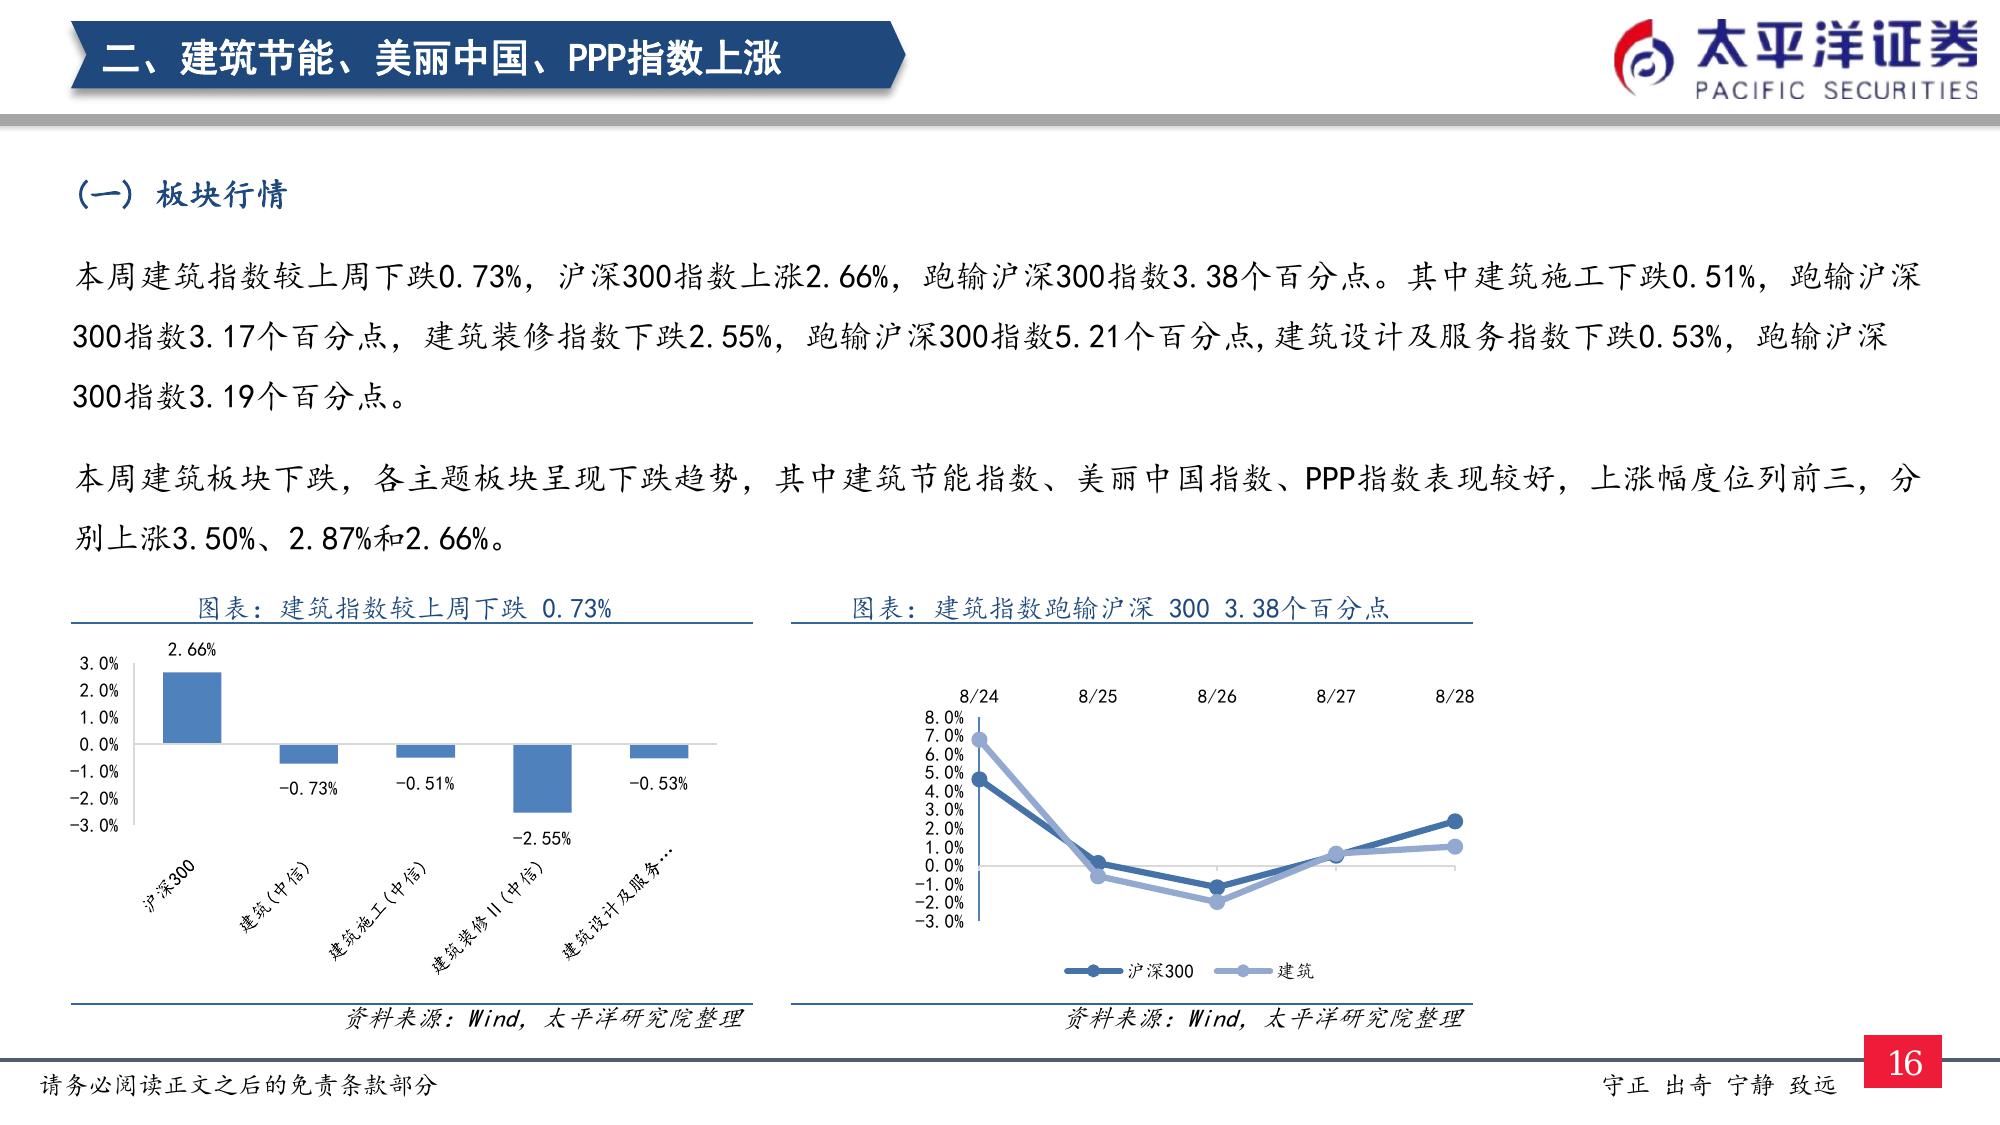 二、建筑节能、美丽中国、PPP指数上涨
太平洋证券
PACIFIC SECURITIES
(一) 板块行情
本周建筑指数较上周下跌0.73%, 沪深300指数上涨2.66%, 跑输沪深300指数3.38个百分点。其中建筑施工下跌0.51%, 跑输沪深
300指数3.17个百分点, 建筑装修指数下跌2.55%, 跑输沪深300指数5.21个百分点,建筑设计及服务指数下跌0.53%, 跑输沪深
300指数3.19个百分点。
本周建筑板块下跌, 各主题板块呈现下跌趋势, 其中建筑节能指数、美丽中国指数、PPP指数表现较好, 上涨幅度位列前三, 分
别上涨3.50%、2.87%和2.66%。
图表: 建筑指数较上周下跌 0.73%
2.66%
3.0%
2.0%
1.0%
0.0%
-1.0%
-2.0%
-3.0%
-0.73%
-0.51%
-2.55%
-0.53%
沪深300
建筑(中信)
建筑施工(中信)
建筑装修Ⅱ(中信)
建筑设计及服务…
资料来源: Wind, 太平洋研究院整理
图表: 建筑指数跑输沪深 300 3.38个百分点
8/24 8/25 8/26 8/27 8/28
8.0%
7.0%
6.0%
5.0%
4.0%
3.0%
2.0%
1.0%
0.0%
-1.0%
-2.0%
-3.0%
沪深300 建筑
资料来源: Wind, 太平洋研究院整理
请务必阅读正文之后的免责条款部分
守正 出奇 宁静 致远
16